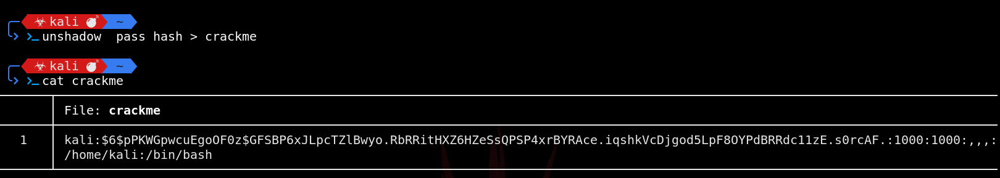 kali ~
unshadow  pass hash > crackme
kali ~
cat crackme
File: crackme
1 kali:$6$pPKWGpwcuEgoOF0z$GFSBP6xJLpcTZlBwyo.RbRRitHXZ6HZeSsQPSP4xrBYRAce.iqshkVcDjgod5LpF8OYPdBRRdc11zE.s0rcAF.:1000:1000:,,,:
/home/kali:/bin/bash